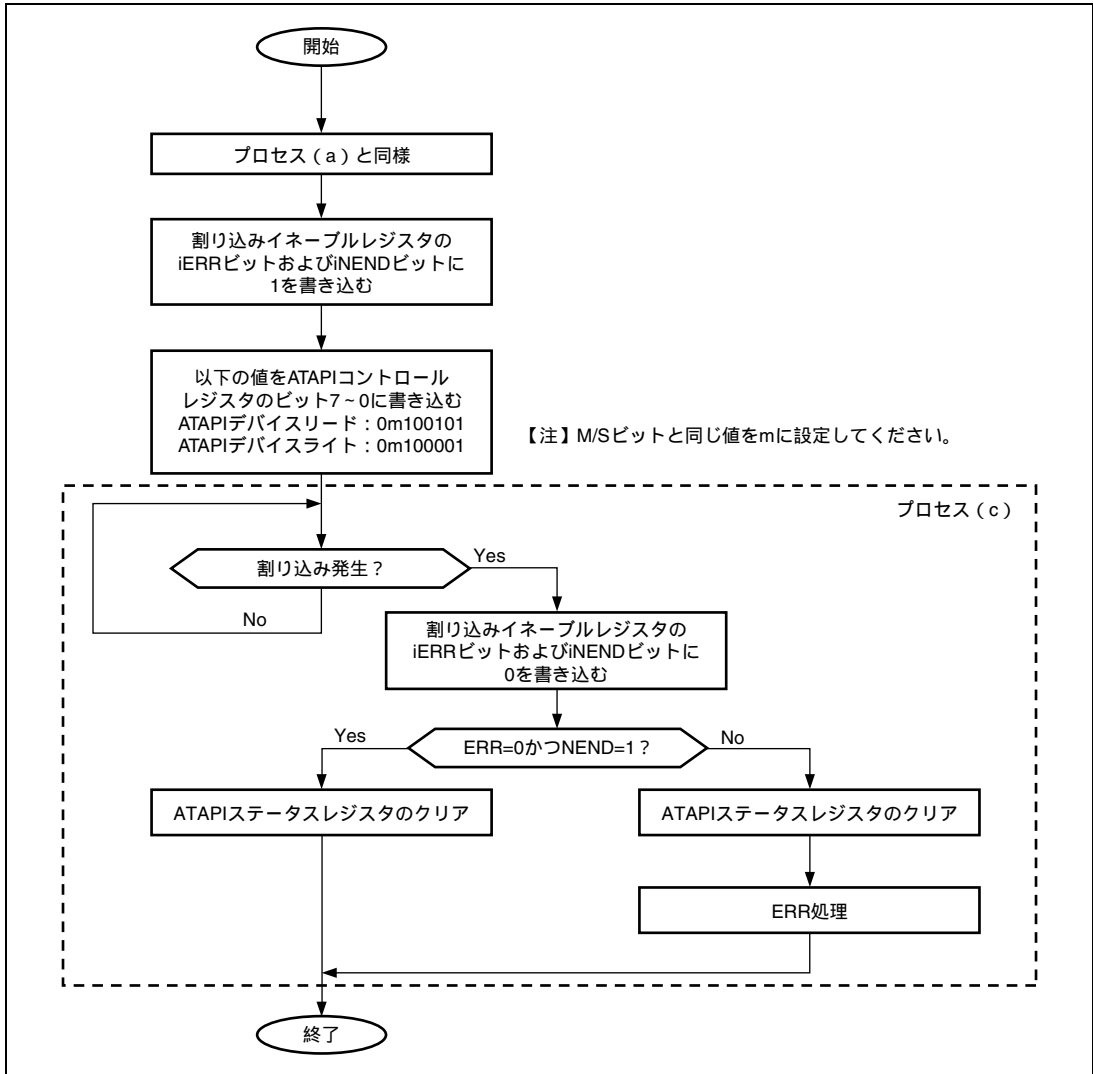 開始
プロセス（a）と同様
割り込みイネーブルレジスタの
iERRビットおよびiNENDビットに
1を書き込む
以下の値をATAPIコントロール
レジスタのビット7～0に書き込む
ATAPIデバイスリード：0m100101
ATAPIデバイスライト：0m100001
【注】M/Sビットと同じ値をmに設定してください。
プロセス（c）
割り込み発生？
Yes
No
割り込みイネーブルレジスタの
iERRビットおよびiNENDビットに
0を書き込む
ERR=0かつNEND=1？
Yes
No
ATAPIステータスレジスタのクリア
ATAPIステータスレジスタのクリア
ERR処理
終了